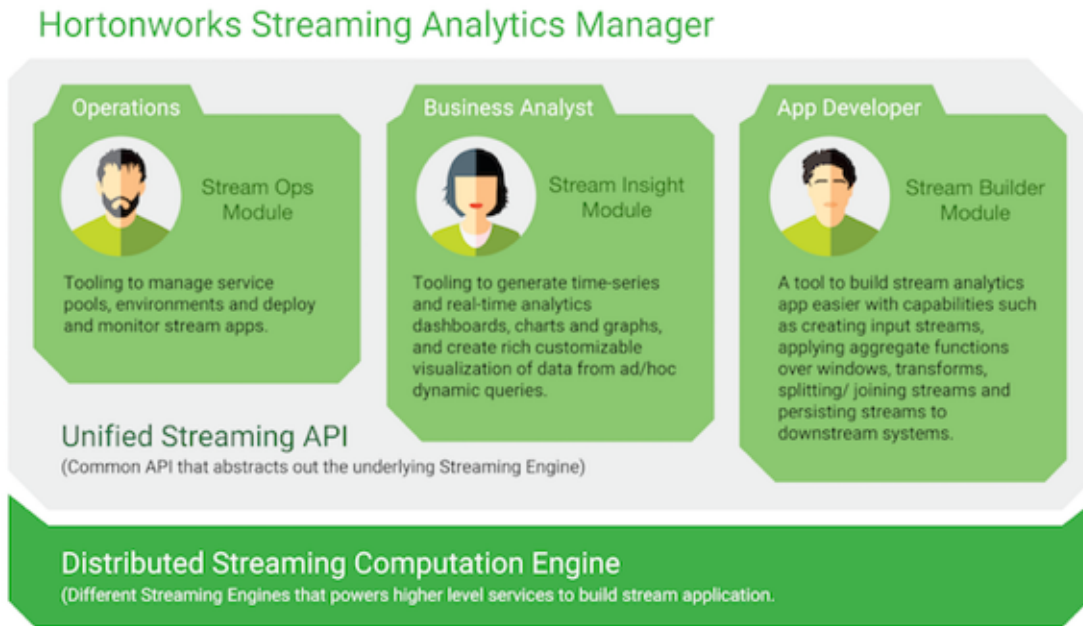 Hortonworks Streaming Analytics Manager
Operations
Stream Ops
Module
Tooling to manage service
pools, environments and deploy
and monitor stream apps.
Business Analyst
Stream Insight
Module
Tooling to generate time-series
and real-time analytics
dashboards, charts and graphs,
and create rich customizable
visualization of data from ad/hoc
dynamic queries.
App Developer
Stream Builder
Module
A tool to build stream analytics
app easier with capabilities such
as creating input streams,
applying aggregate functions
over windows, transforms,
splitting/ joining streams and
persisting streams to
downstream systems.
Unified Streaming API
(Common API that abstracts out the underlying Streaming Engine)
Distributed Streaming Computation Engine
(Different Streaming Engines that powers higher level services to build stream application.